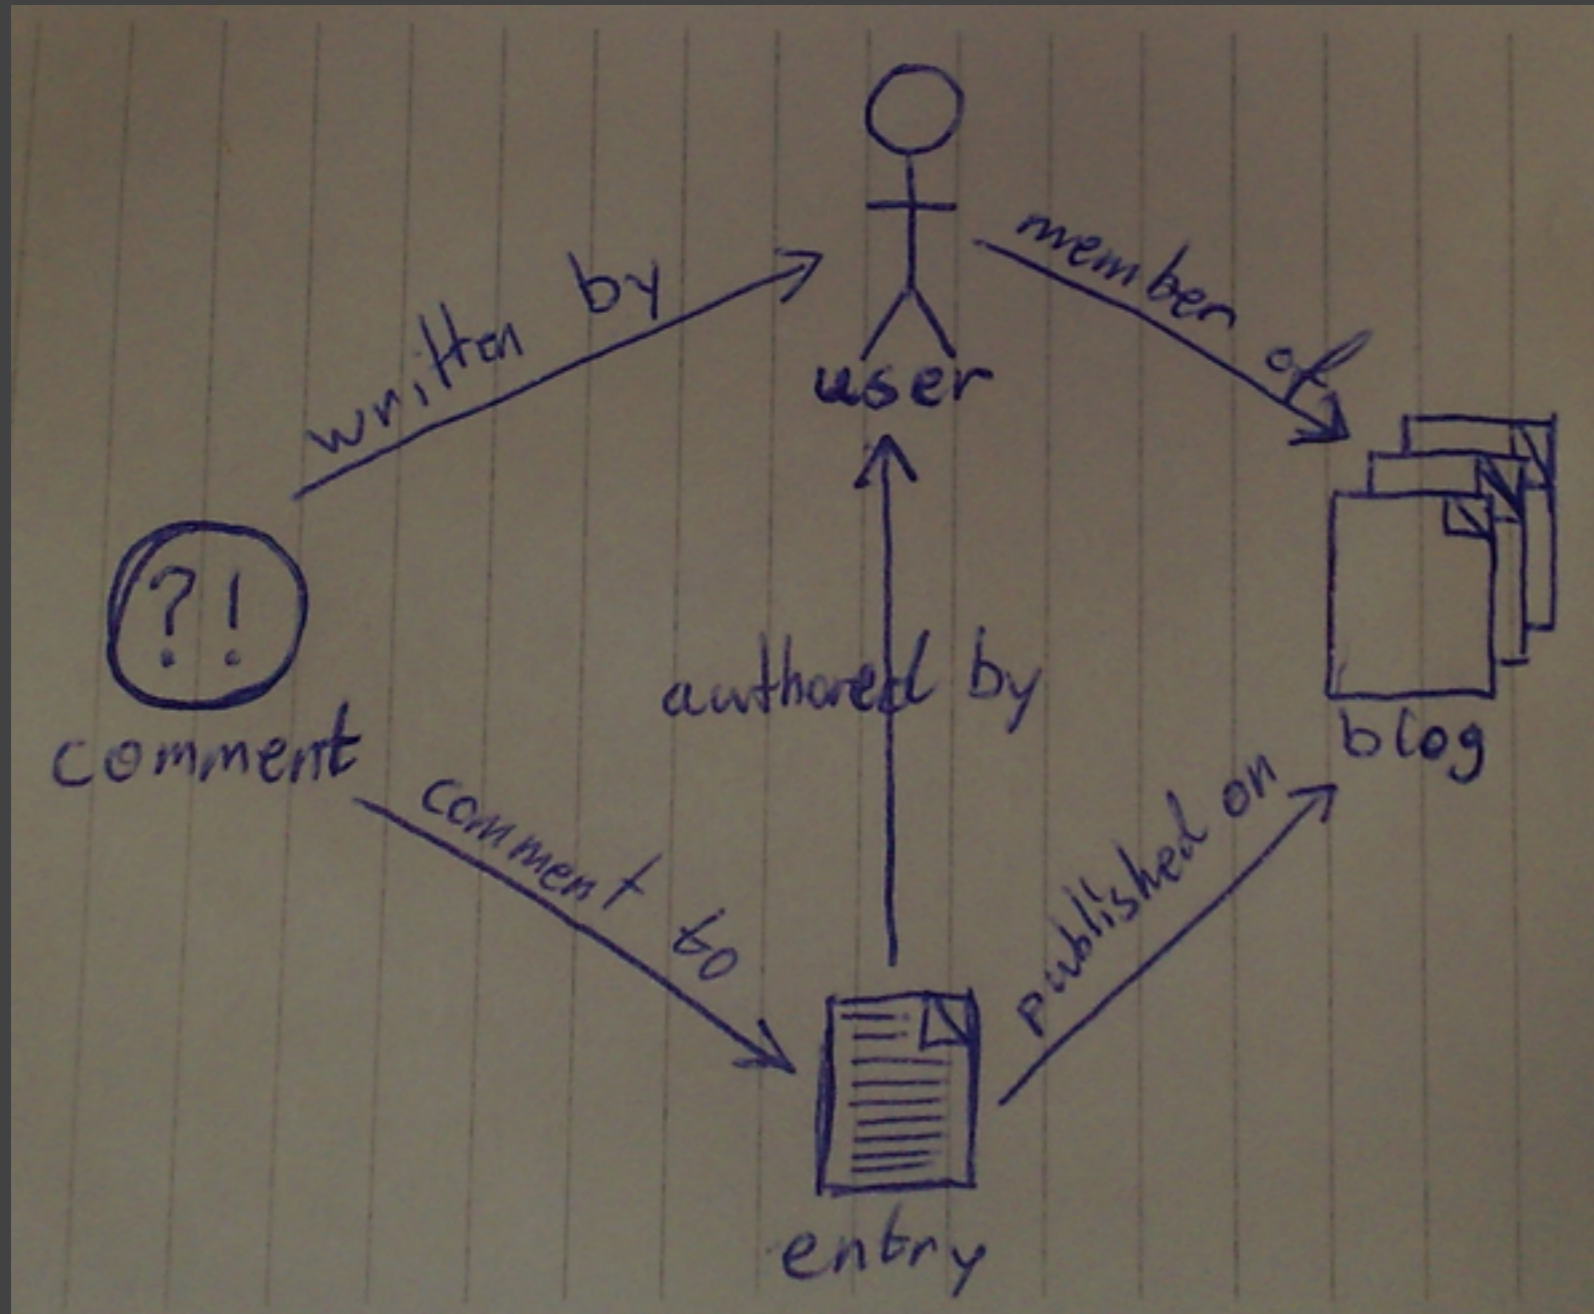 written by
member of
user
?!
comment
authored by
blog
comment to
published on
entry